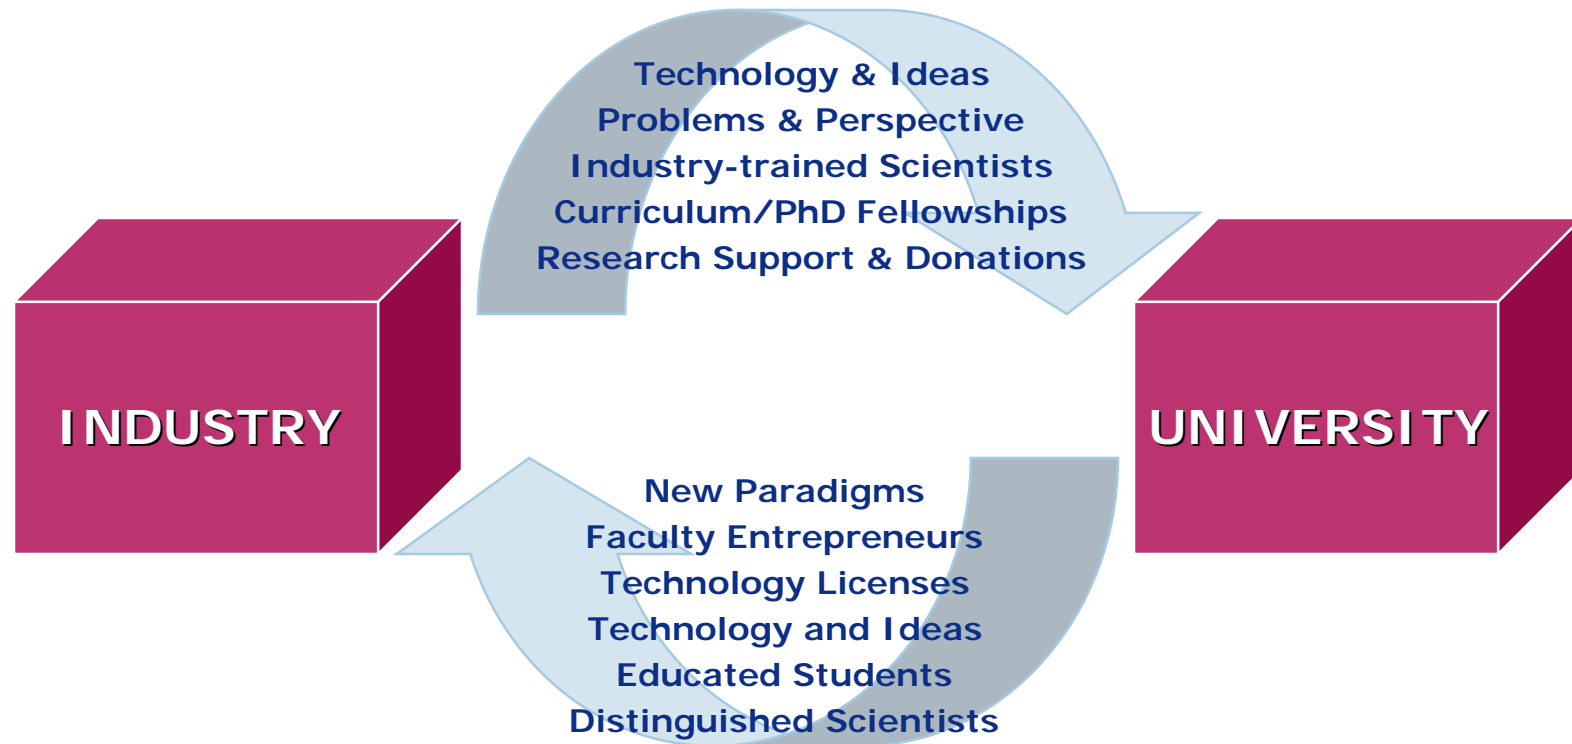 Technology & Ideas
Problems & Perspective
Industry-trained Scientists
Curriculum/PhD Fellowships
Research Support & Donations
INDUSTRY
UNIVERSITY
New Paradigms
Faculty Entrepreneurs
Technology Licenses
Technology and Ideas
Educated Students
Distinguished Scientists